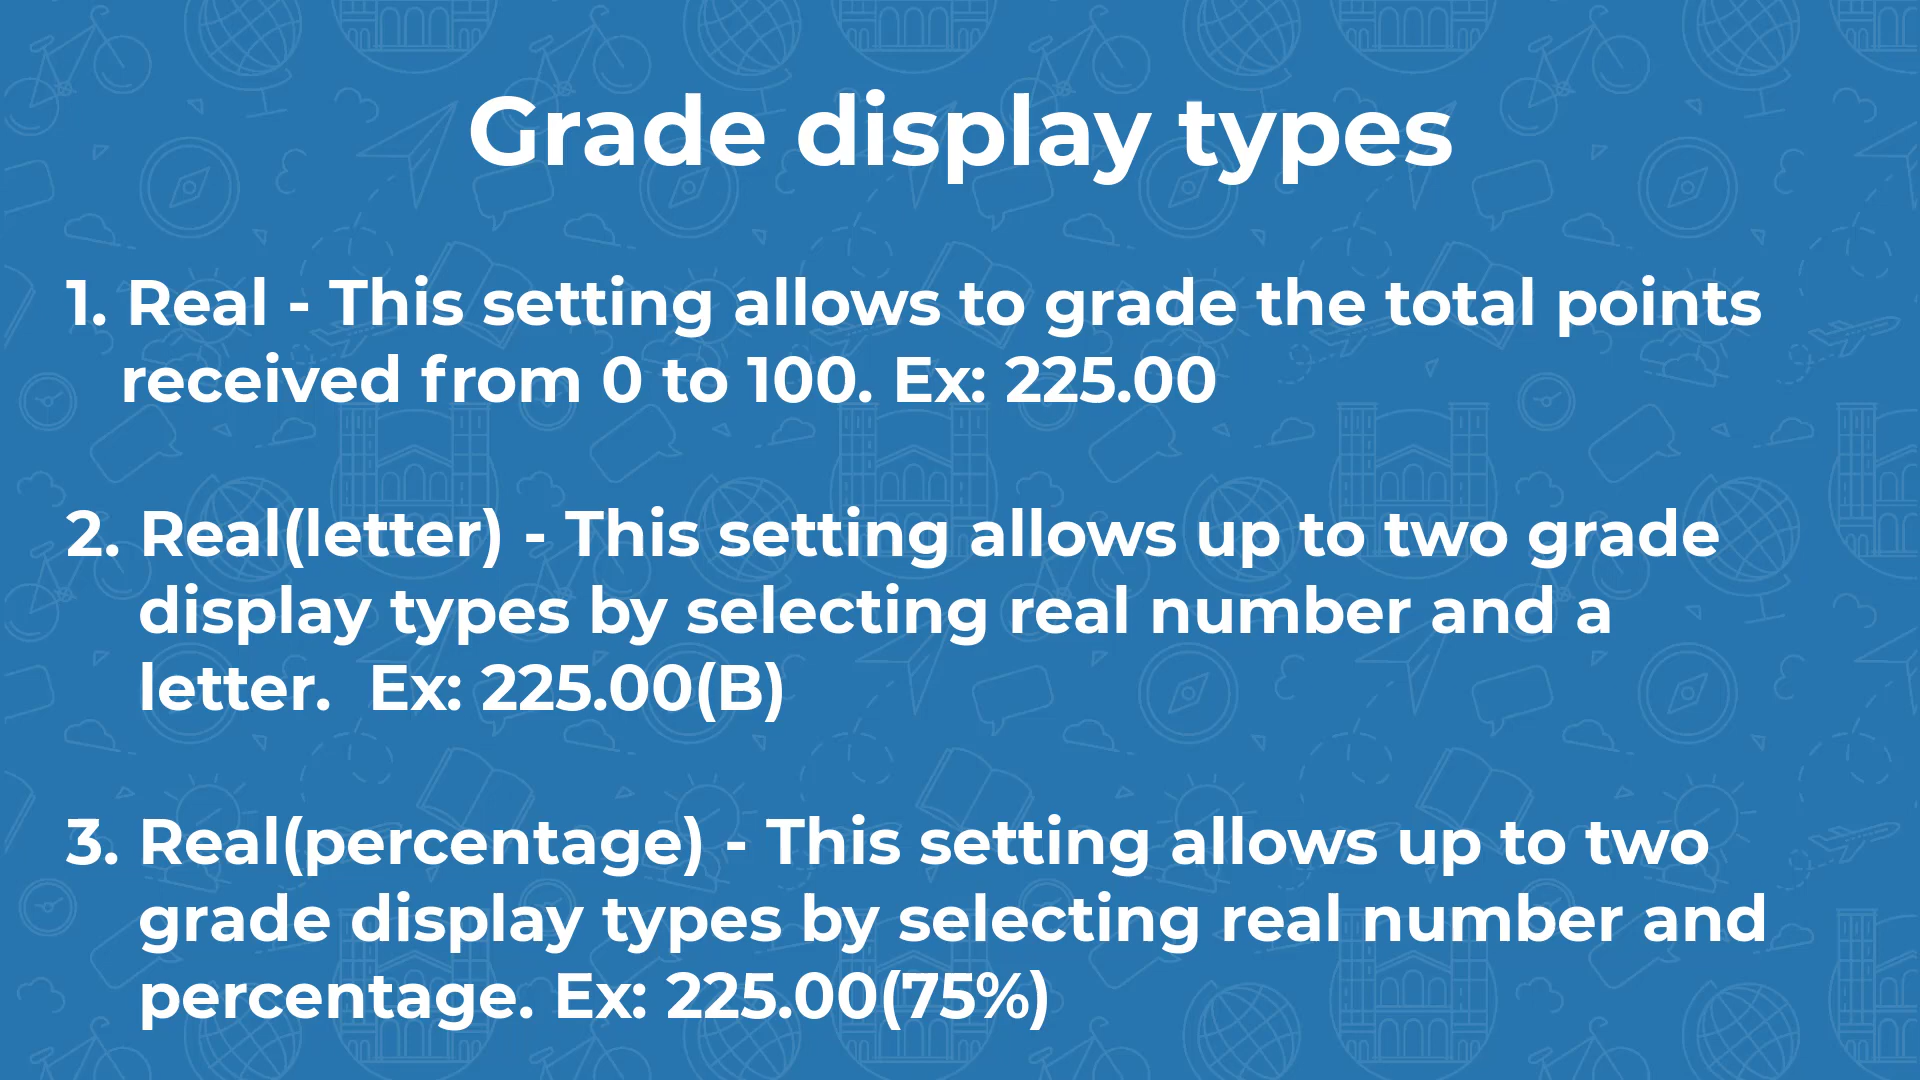 Grade display types
1. Real - This setting allows to grade the total points
received from 0 to 100. Ex: 225.00
2. Real(letter) - This setting allows up to two grade
display types by selecting real number and a
letter.  Ex: 225.00(B)
3. Real(percentage) - This setting allows up to two
grade display types by selecting real number and
percentage. Ex: 225.00(75%)